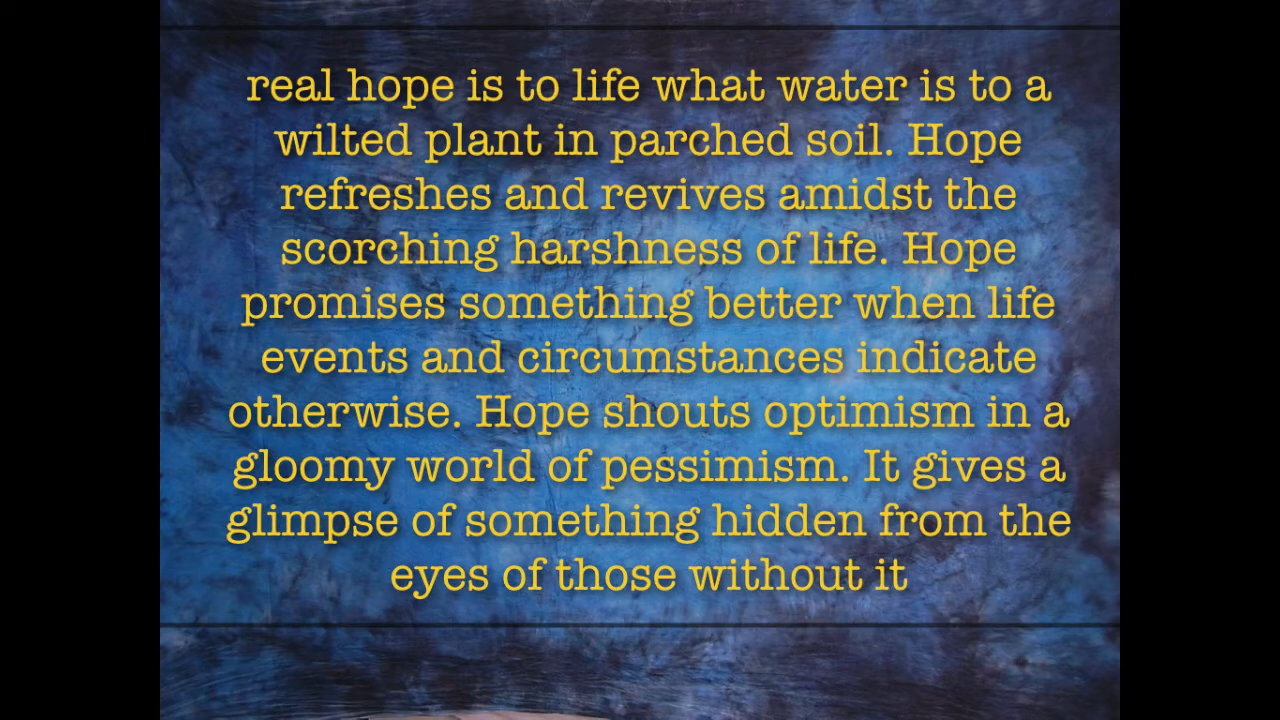 real hope is to life what water is to a
wilted plant in parched soil. Hope
refreshes and revives amidst the
scorching harshness of life. Hope
promises something better when life
events and circumstances indicate
otherwise. Hope shouts optimism in a
gloomy world of pessimism. It gives a
glimpse of something hidden from the
eyes of those without it